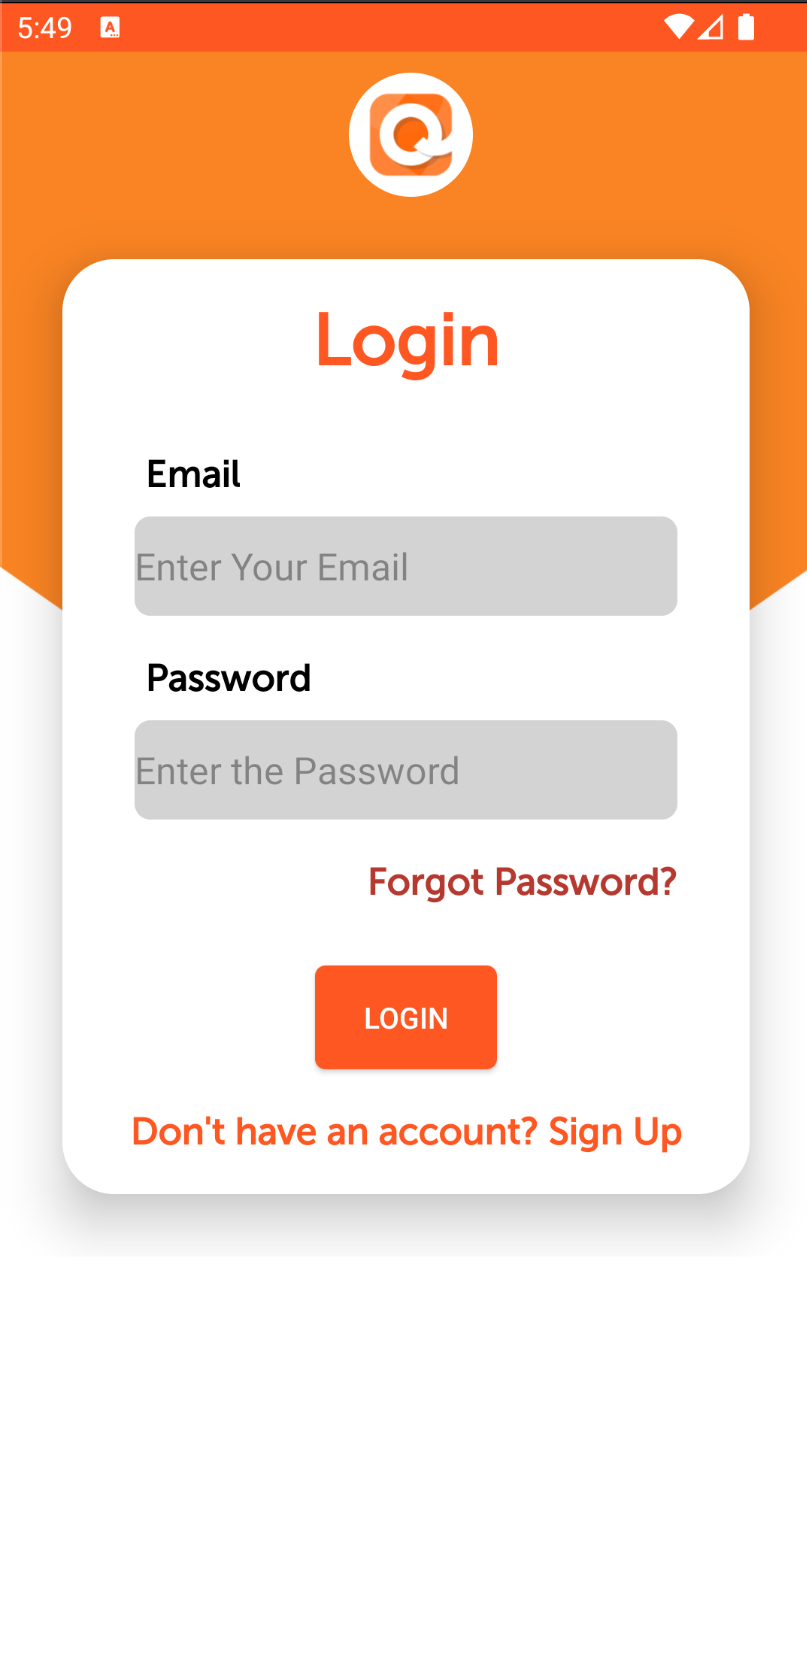 5:49
A
Login
Email
Enter Your Email
Password
Enter the Password
Forgot Password?
LOGIN
Don't have an account? Sign Up